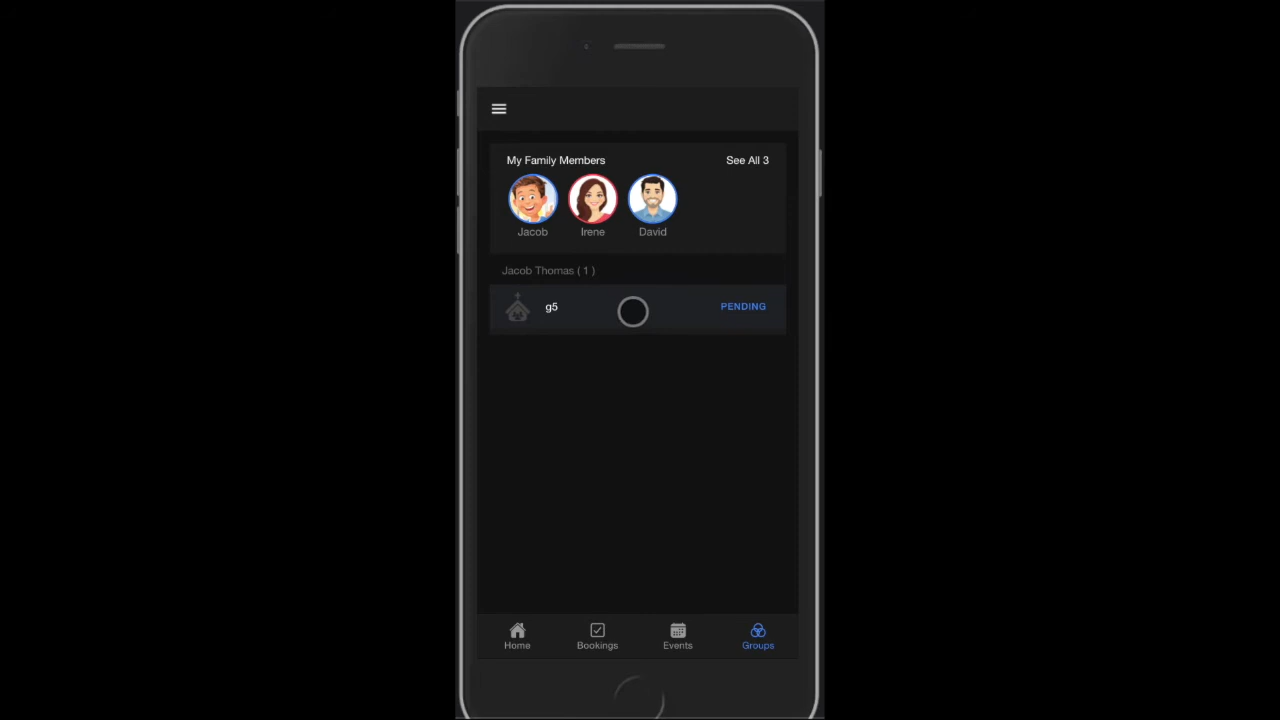 My Family Members See All 3
Jacob Irene David
Jacob Thomas ( 1 )
g5 PENDING
Home Bookings Events Groups